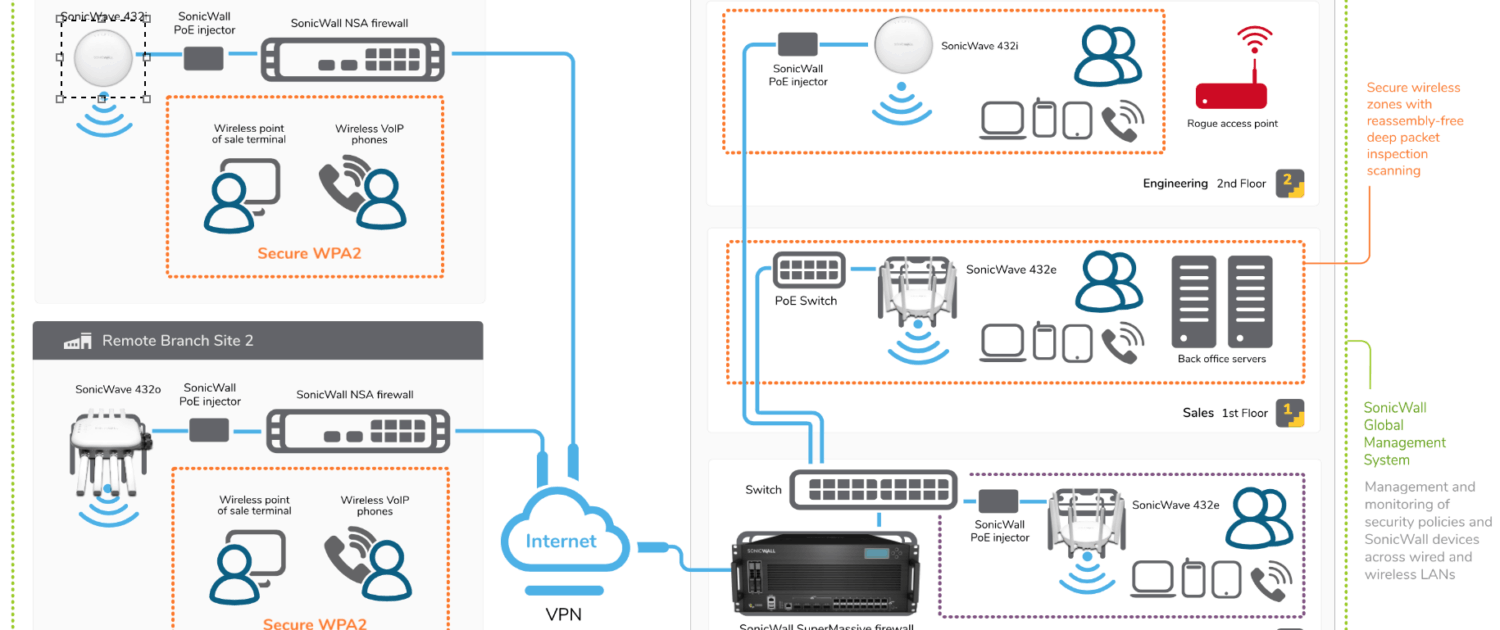 SonicWave 432i
SonicWall
PoE injector
SonicWall NSA firewall
Wireless point
of sale terminal
Wireless VoIP
phones
Secure WPA2
Remote Branch Site 2
SonicWave 432o
SonicWall
PoE injector
SonicWall NSA firewall
Wireless point
of sale terminal
Wireless VoIP
phones
Secure WPA2
Internet
VPN
SonicWall
PoE injector
SonicWave 432i
Rogue access point
Engineering 2nd Floor 2
PoE Switch
SonicWave 432e
Back office servers
Sales 1st Floor 1
Switch
SonicWall
PoE injector
SonicWave 432e
SONICWALL
SonicWall SuperMassive firewall
Secure wireless
zones with
reassembly-free
deep packet
inspection
scanning
SonicWall
Global
Management
System
Management and
monitoring of
security policies and
SonicWall devices
across wired and
wireless LANs